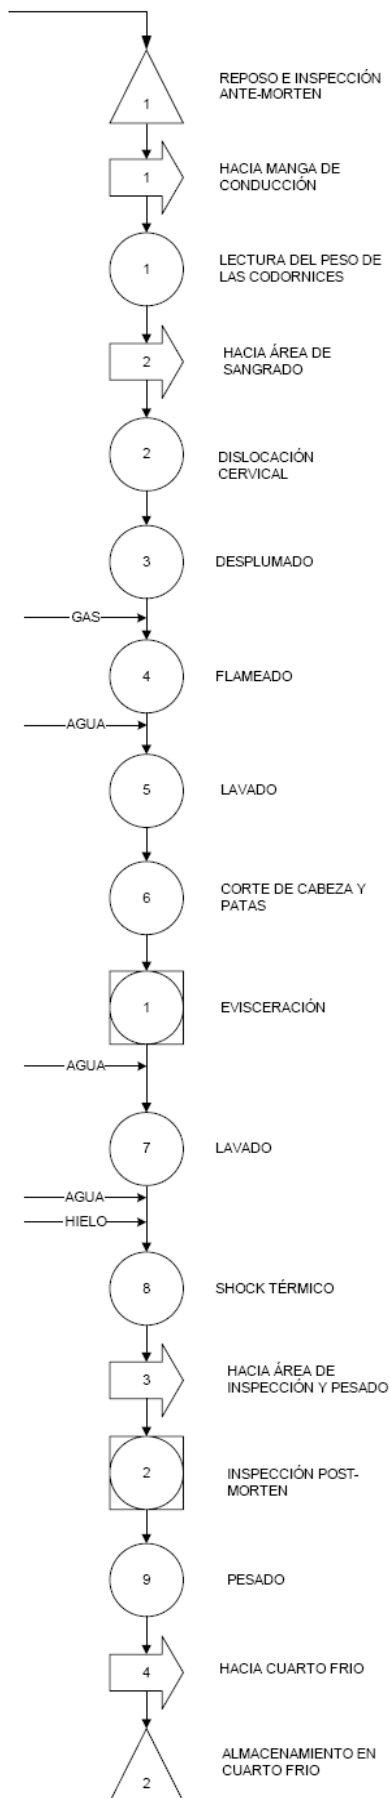 1
REPOSO E INSPECCIÓN
ANTE-MORTEN
1
HACIA MANGA DE
CONDUCCIÓN
1
LECTURA DEL PESO DE
LAS CODORNICES
2
HACIA ÁREA DE
SANGRADO
2
DISLOCACIÓN
CERVICAL
3
DESPLUMADO
GAS
4
FLAMEADO
AGUA
5
LAVADO
6
CORTE DE CABEZA Y
PATAS
1
EVISCERACIÓN
AGUA
7
LAVADO
AGUA
HIELO
8
SHOCK TÉRMICO
3
HACIA ÁREA DE
INSPECCIÓN Y PESADO
2
INSPECCIÓN POST-
MORTEN
9
PESADO
4
HACIA CUARTO FRIO
2
ALMACENAMIENTO EN
CUARTO FRIO